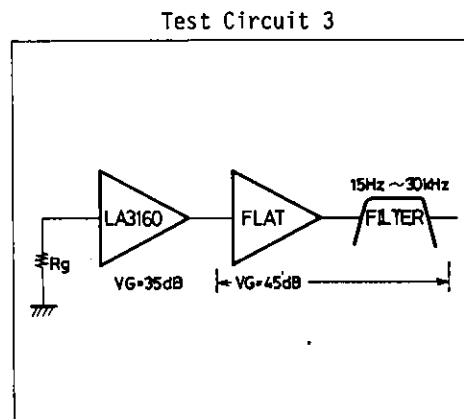 Test Circuit 3
15Hz ~30kHz
LA3160
FLAT
FILTER
Rg
VG=35dB
VG=45dB